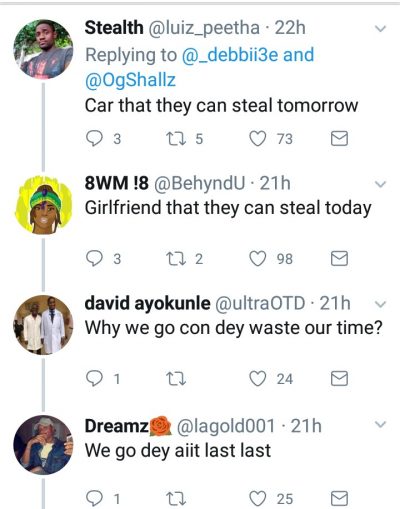 Stealth @luiz_peetha · 22h
Replying to @_debbii3e and
@OgShallz
Car that they can steal tomorrow
3 5 73
8WM !8 @BehyndU · 21h
Girlfriend that they can steal today
3 2 98
david ayokunle @ultraOTD · 21h
Why we go con dey waste our time?
1 24
Dreamz🌹 @lagold001 · 21h
We go dey aiit last last
1 25